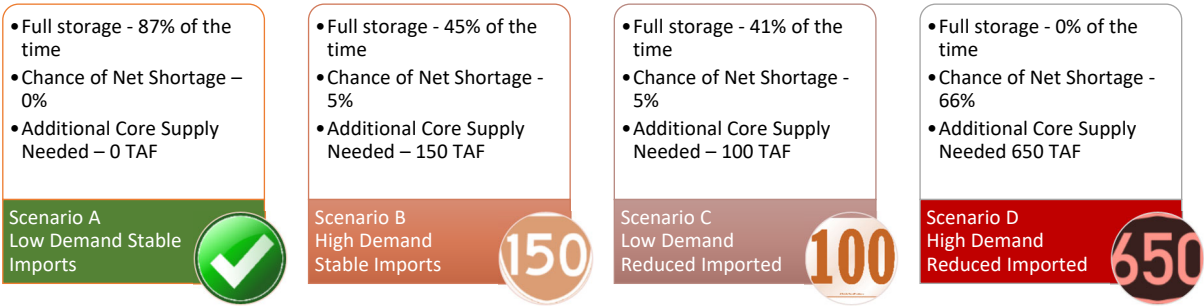 •Full storage - 87% of the
time
•Chance of Net Shortage –
0%
•Additional Core Supply
Needed – 0 TAF
Scenario A
Low Demand Stable
Imports
•Full storage - 45% of the
time
•Chance of Net Shortage -
5%
•Additional Core Supply
Needed – 150 TAF
Scenario B
High Demand
Stable Imports
150
•Full storage - 41% of the
time
•Chance of Net Shortage -
5%
•Additional Core Supply
Needed – 100 TAF
Scenario C
Low Demand
Reduced Imported
100
•Full storage - 0% of the
time
•Chance of Net Shortage -
66%
•Additional Core Supply
Needed 650 TAF
Scenario D
High Demand
Reduced Imported
650